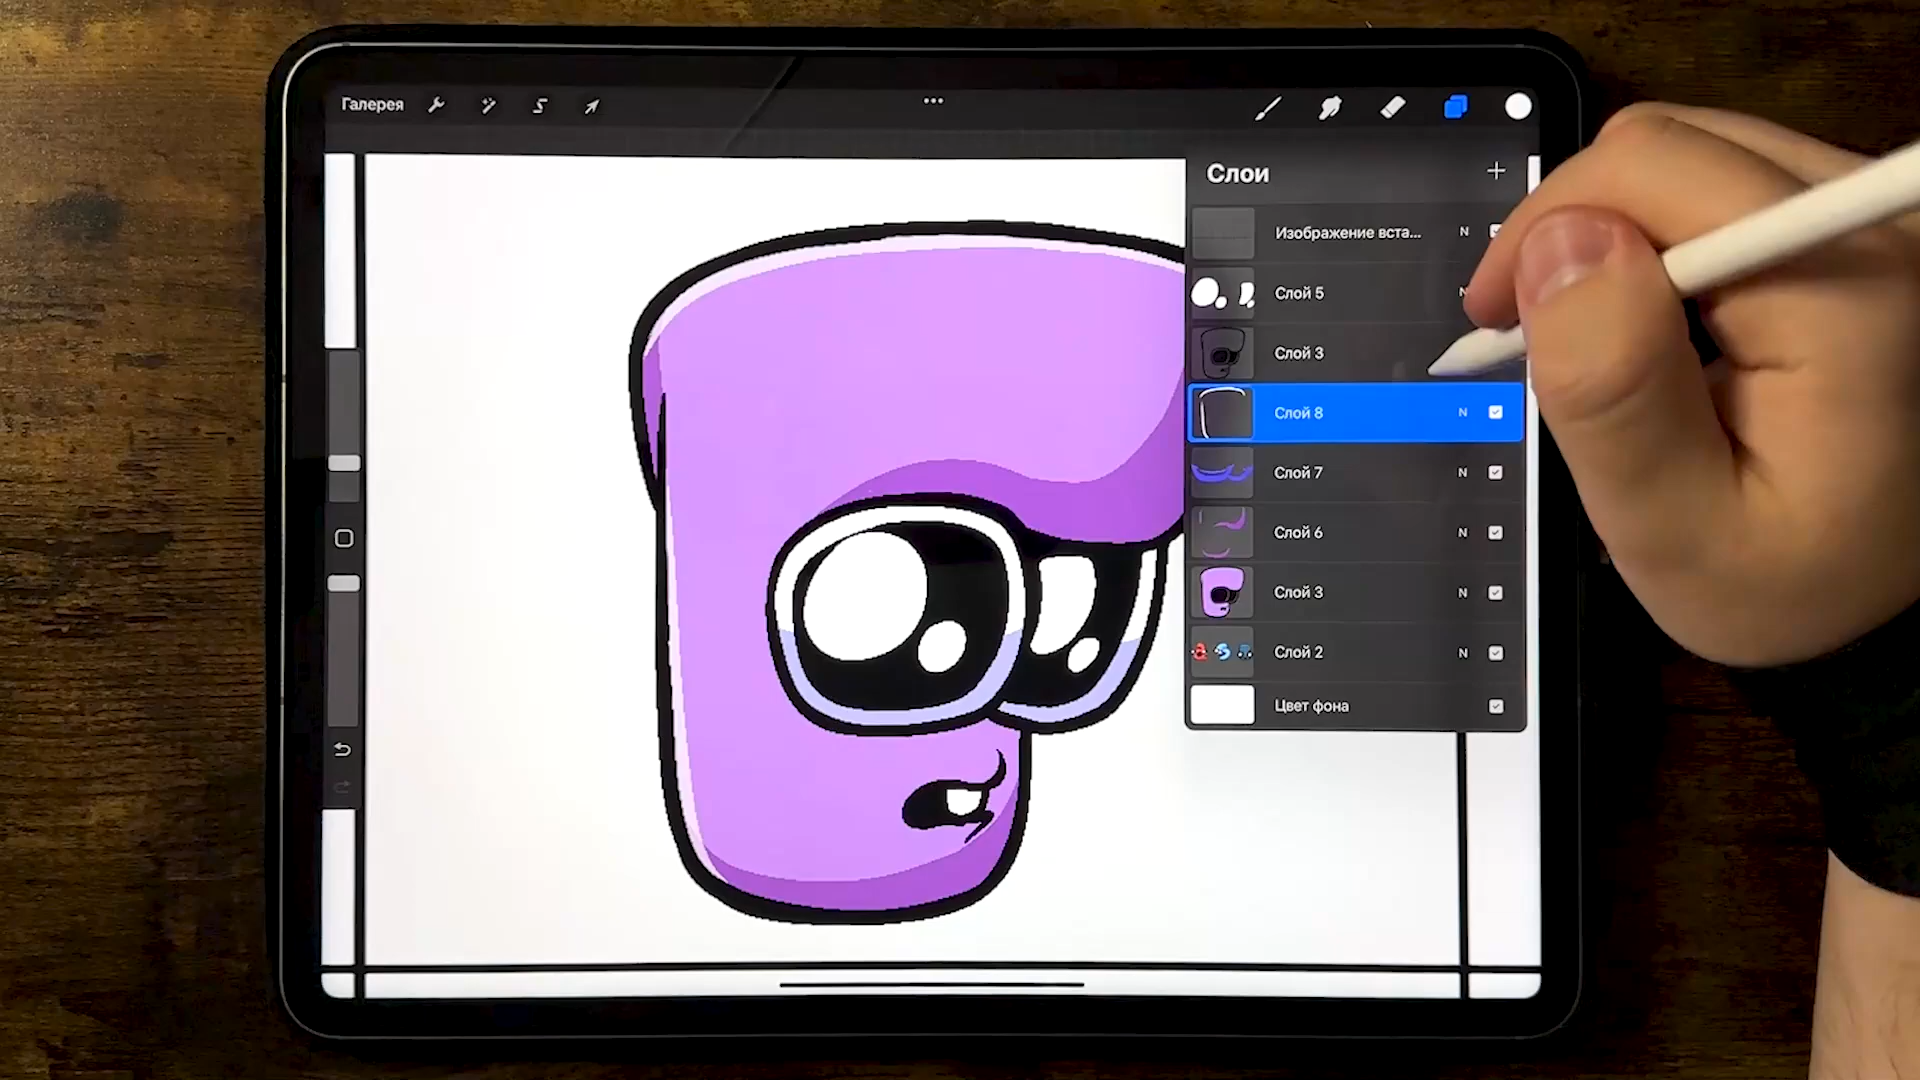 Галерея
Слои
Изображение вста... N
Слой 5 N
Слой 3
Слой 8 N
Слой 7 N
Слой 6 N
Слой 3 N
Слой 2 N
Цвет фона